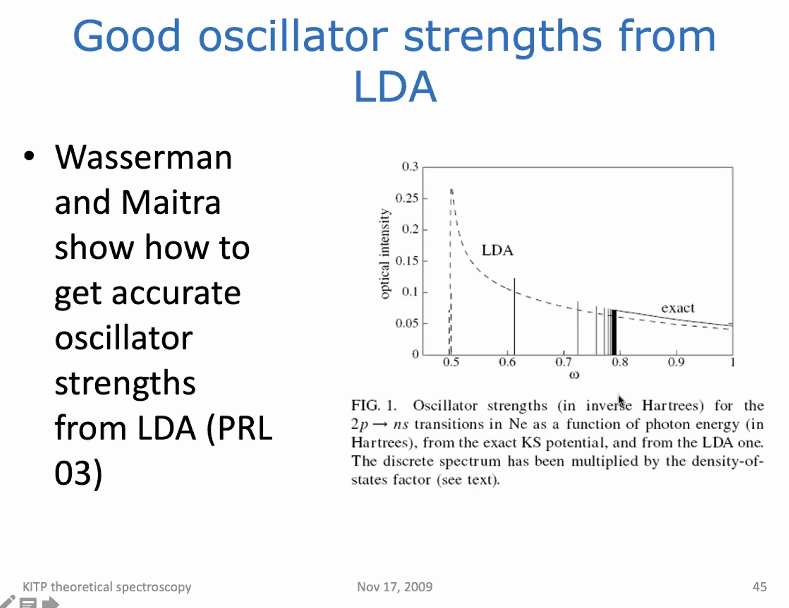 Good oscillator strengths from
LDA
• Wasserman
and Maitra
show how to
get accurate
oscillator
strengths
from LDA (PRL
03)
0.3
0.25
0.2
0.15
0.1
0.05
0
optical intensity
LDA
exact
0.5 0.6 0.7 0.8 0.9 1
ω
FIG. 1. Oscillator strengths (in inverse Hartrees) for the
2p → ns transitions in Ne as a function of photon energy (in
Hartrees), from the exact KS potential, and from the LDA one.
The discrete spectrum has been multiplied by the density-of-
states factor (see text).
KITP theoretical spectroscopy Nov 17, 2009 45